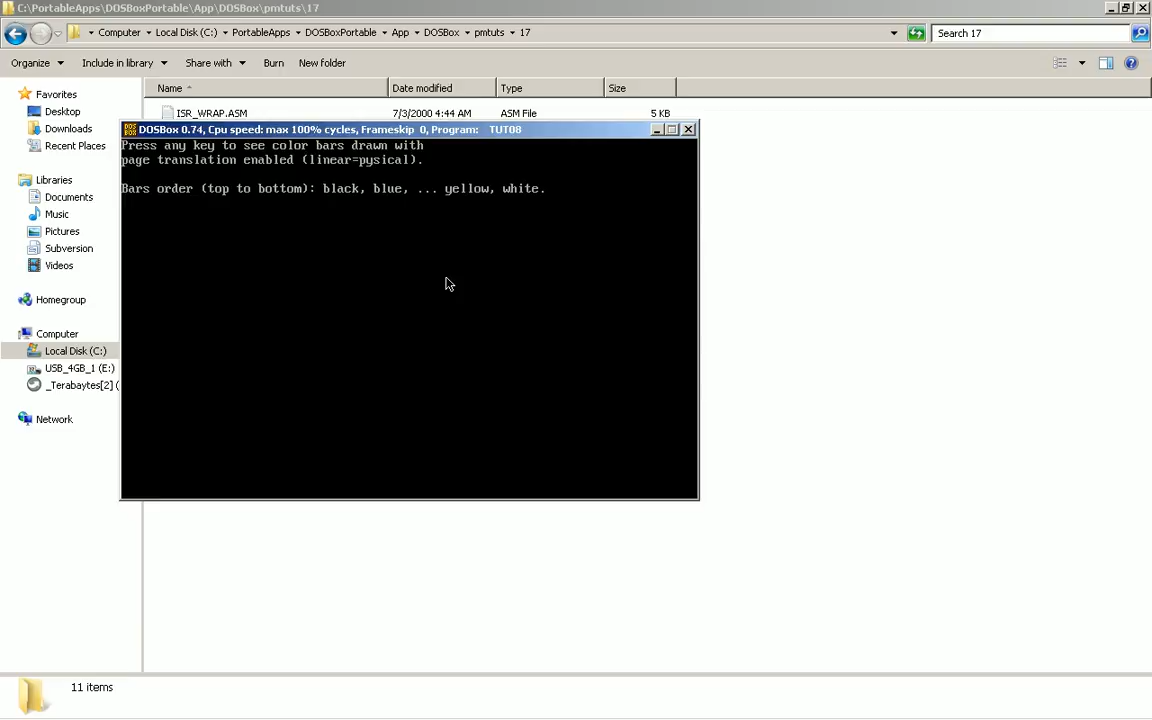 C:\PortableApps\DOSBoxPortable\App\DOSBox\pmtuts\17
Computer Local Disk (C:) PortableApps DOSBoxPortable App DOSBox pmtuts 17
Search 17
Organize Include in library Share with Burn New folder
Favorites
Desktop
Downloads
Recent Places
Libraries
Documents
Music
Pictures
Subversion
Videos
Homegroup
Computer
Local Disk (C:)
USB_4GB_1 (E:)
_Terabaytes[2] (
Network
Name Date modified Type Size
ISR_WRAP.ASM 7/3/2000 4:44 AM ASM File 5 KB
DOSBox 0.74, Cpu speed: max 100% cycles, Frameskip 0, Program: TUT08
Press any key to see color bars drawn with
page translation enabled (linear=pysical).
Bars order (top to bottom): black, blue, ... yellow, white.
11 items